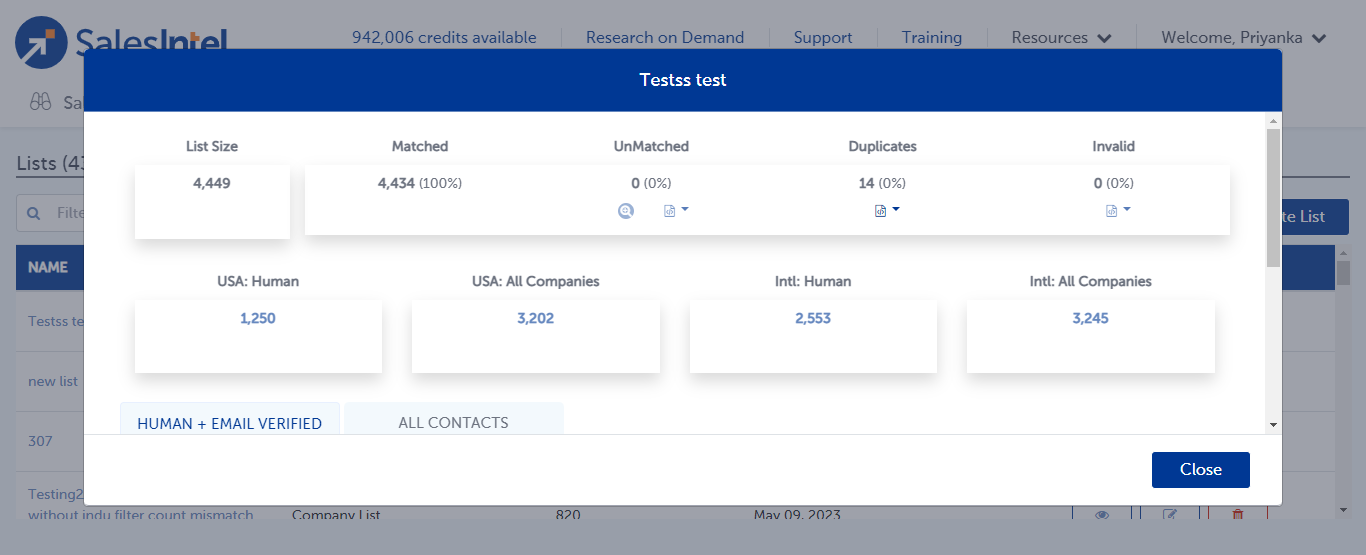 SalesIntel
942,006 credits available
Research on Demand
Support
Training
Resources
Welcome, Priyanka
Testss test
List Size
Matched
UnMatched
Duplicates
Invalid
4,449
4,434 (100%)
0 (0%)
14 (0%)
0 (0%)
USA: Human
USA: All Companies
Intl: Human
Intl: All Companies
1,250
3,202
2,553
3,245
HUMAN + EMAIL VERIFIED
ALL CONTACTS
Close
Sa
Lists (43
Filte
te List
NAME
Testss te
new list
307
Testing2
without indu filter count mismatch
Company List
820
May 09, 2023